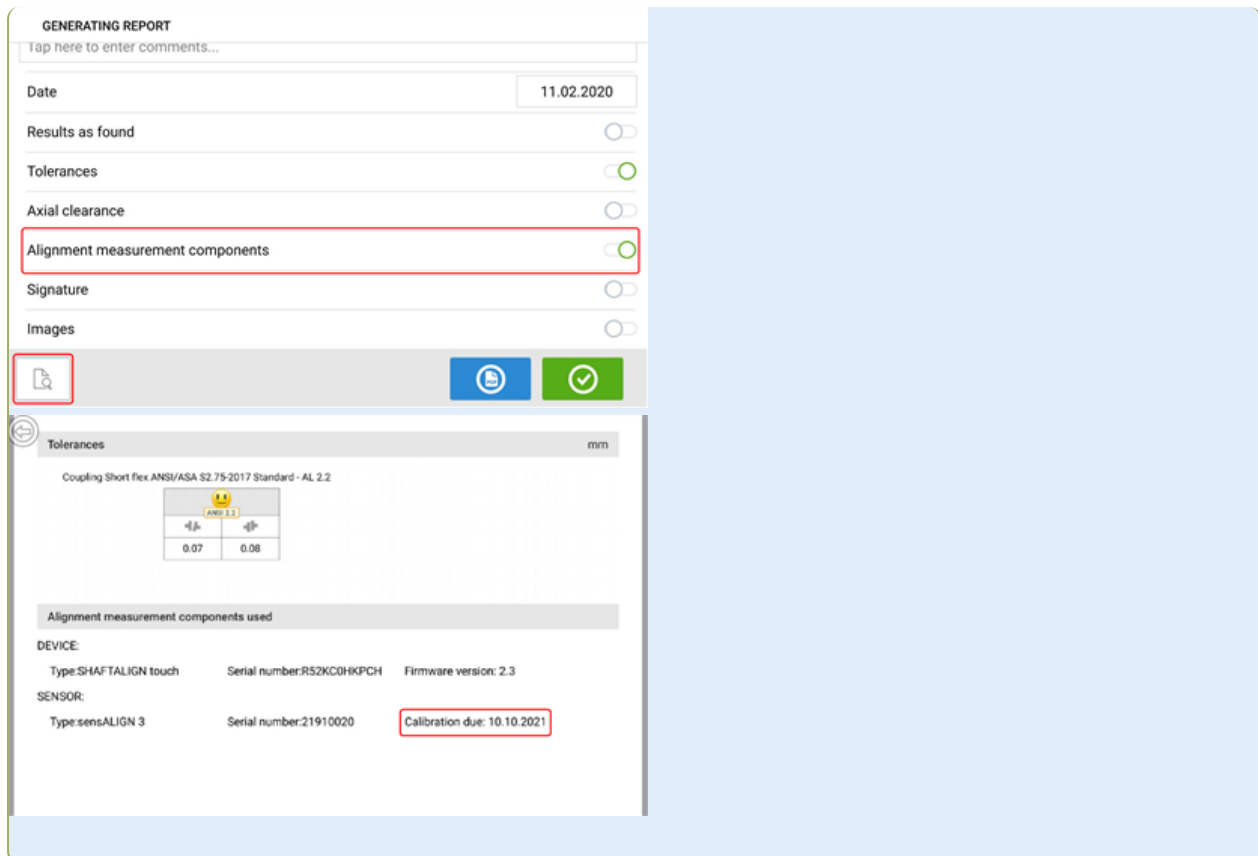 GENERATING REPORT
Tap here to enter comments...
Date 11.02.2020
Results as found
Tolerances
Axial clearance
Alignment measurement components
Signature
Images
Tolerances mm
Coupling Short flex ANSI/ASA S2.75-2017 Standard - AL 2.2
ANSI 2.2
0.07 0.08
Alignment measurement components used
DEVICE:
Type:SHAFTALIGN touch Serial number:R52KC0HKPCH Firmware version: 2.3
SENSOR:
Type:sensALIGN 3 Serial number:21910020 Calibration due: 10.10.2021